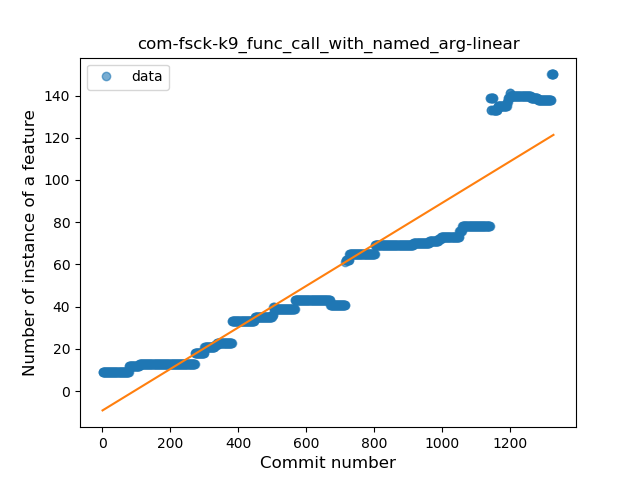 com-fsck-k9_func_call_with_named_arg-linear
data
Number of instance of a feature
140
120
100
80
60
40
20
0
0 200 400 600 800 1000 1200
Commit number